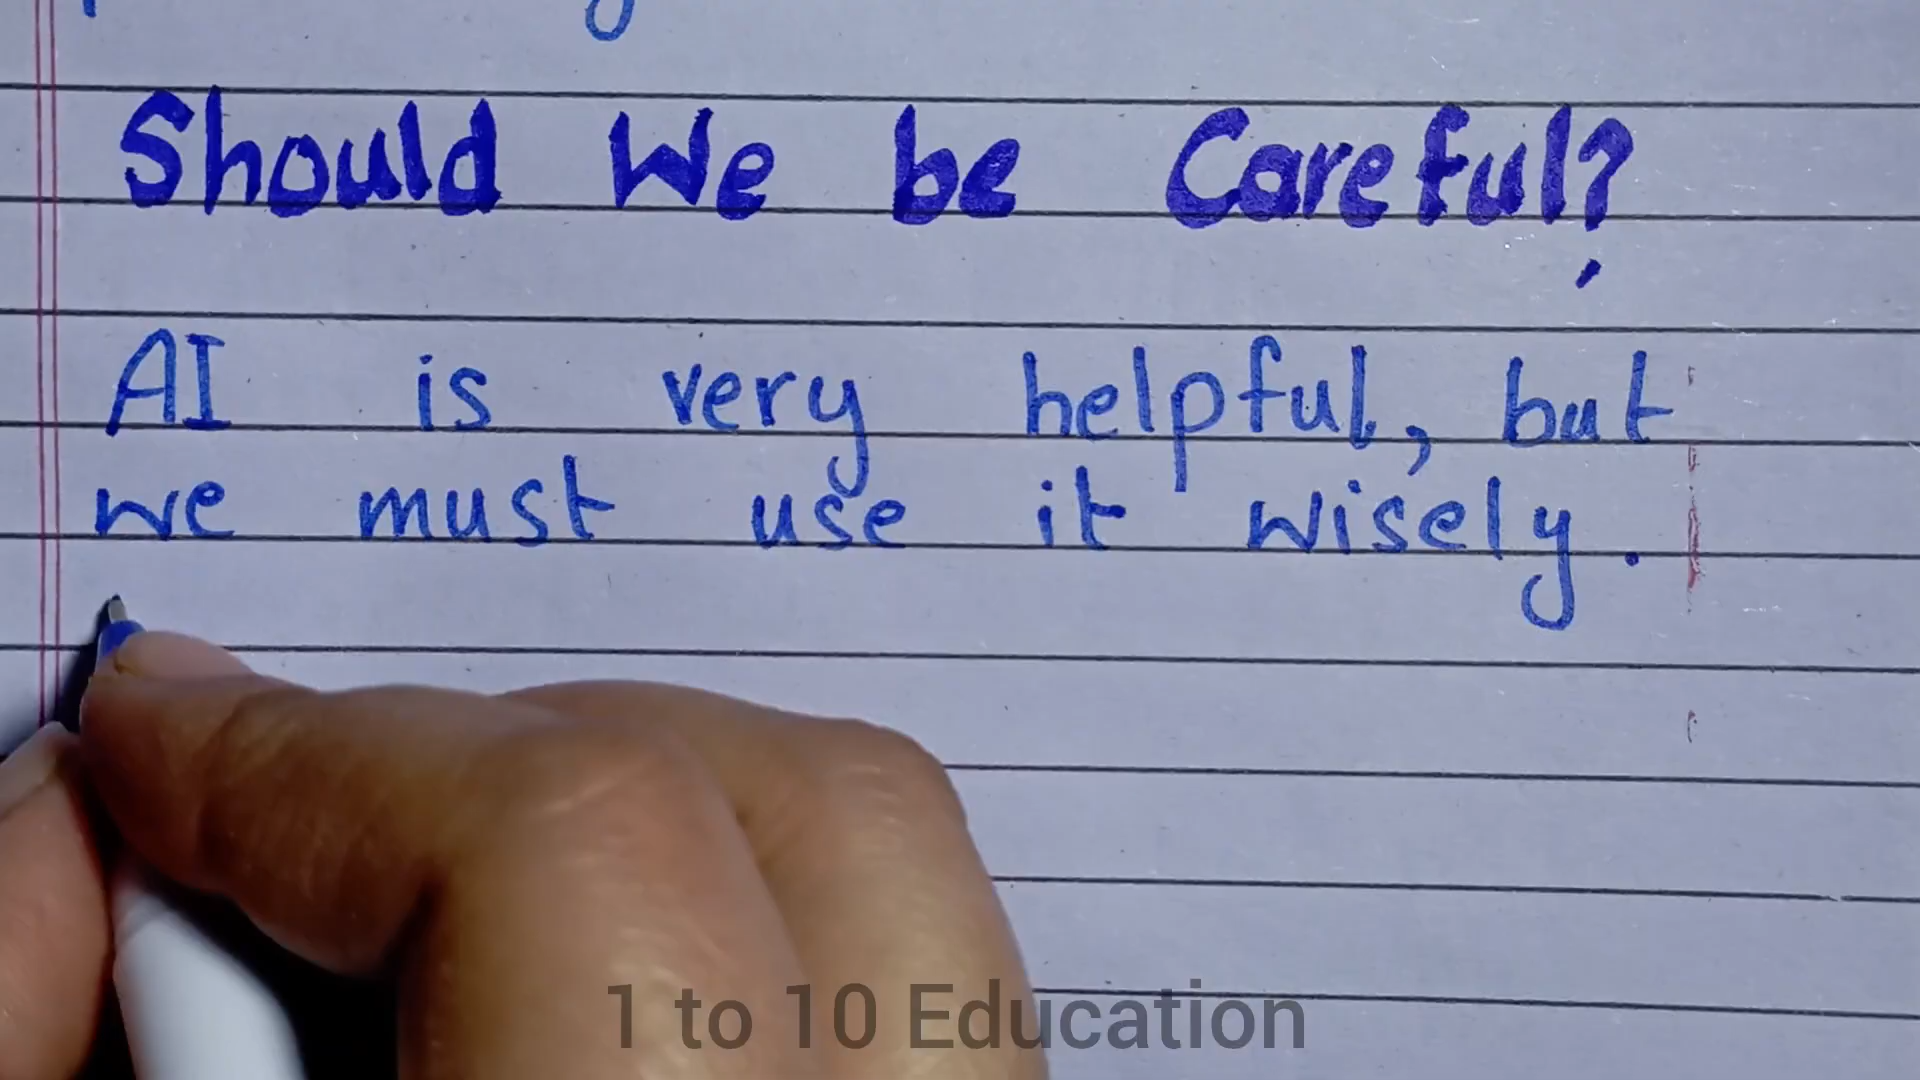 Should We be Careful?
AI is very helpful, but
we must use it wisely.
1 to 10 Education